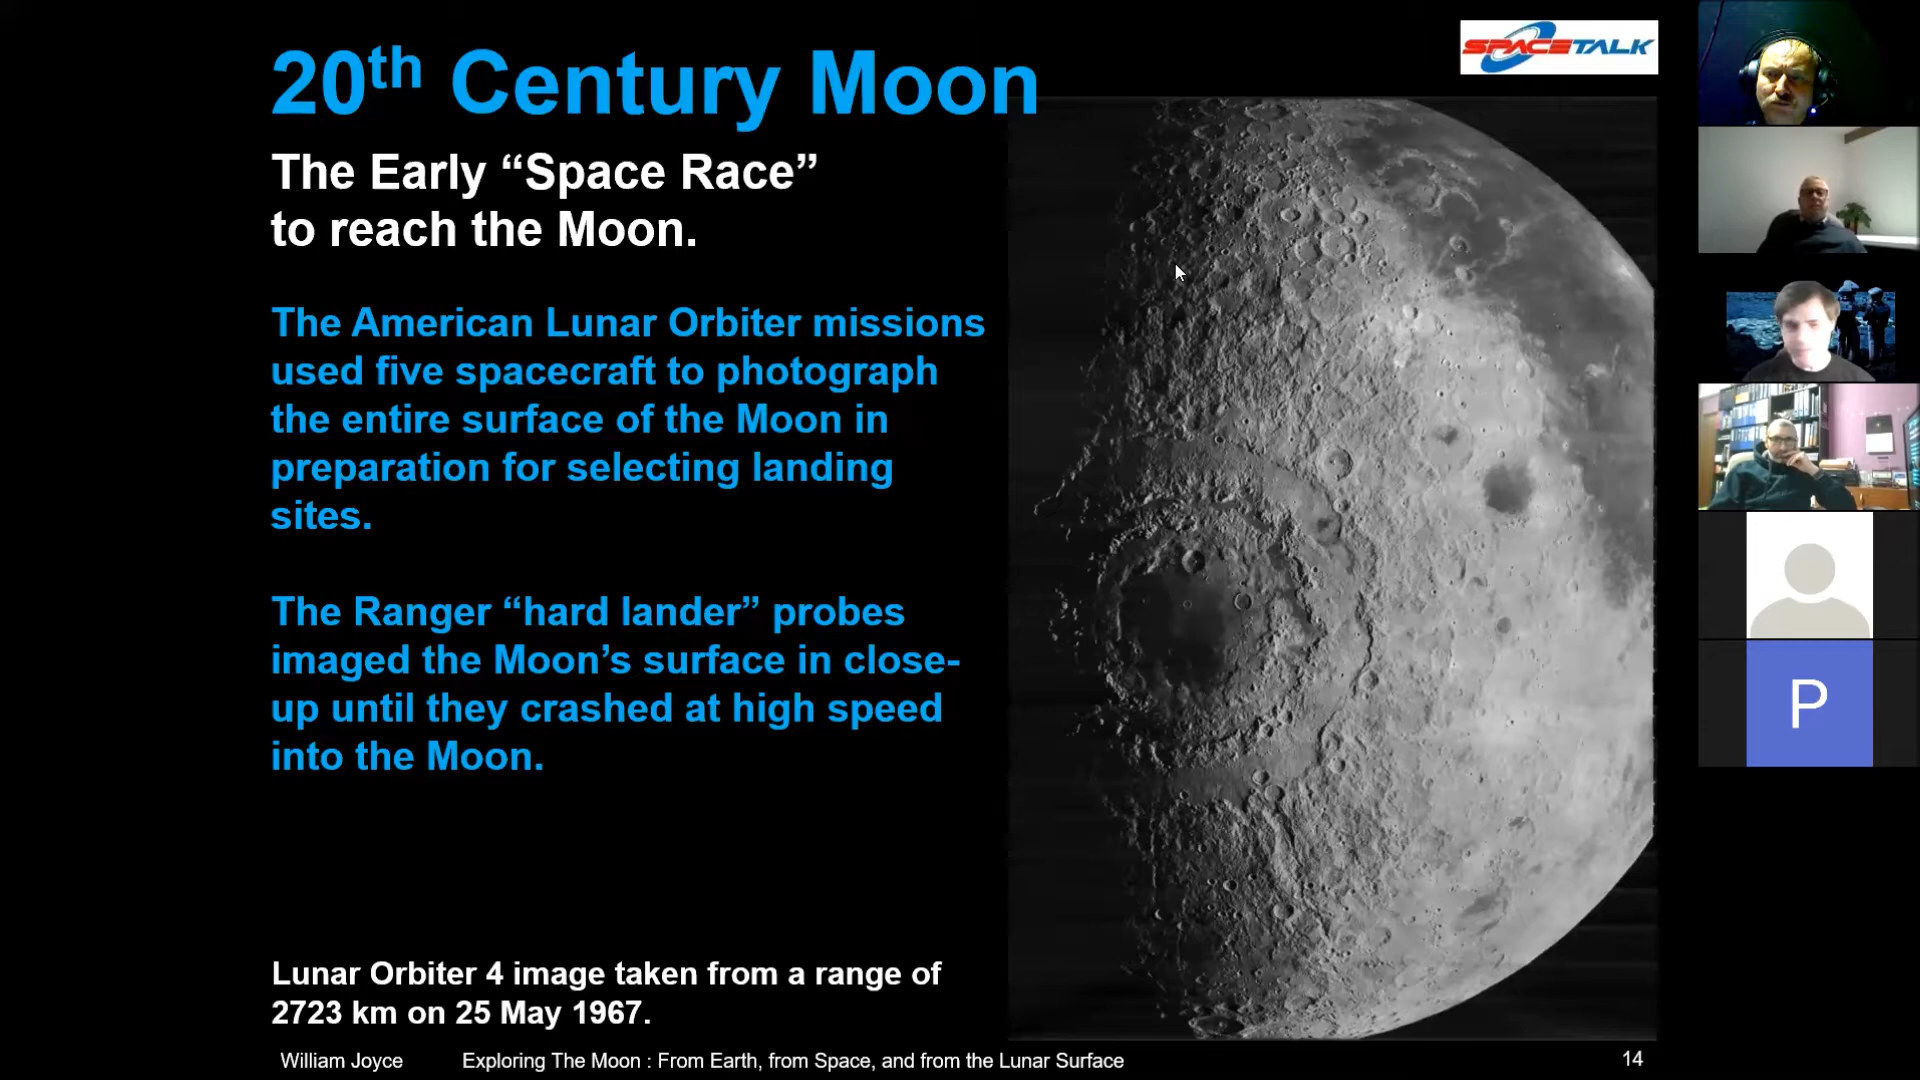 20th Century Moon
SPACETALK
The Early “Space Race”
to reach the Moon.
The American Lunar Orbiter missions
used five spacecraft to photograph
the entire surface of the Moon in
preparation for selecting landing
sites.
The Ranger “hard lander” probes
imaged the Moon’s surface in close-
up until they crashed at high speed
into the Moon.
P
Lunar Orbiter 4 image taken from a range of
2723 km on 25 May 1967.
William Joyce Exploring The Moon : From Earth, from Space, and from the Lunar Surface 14